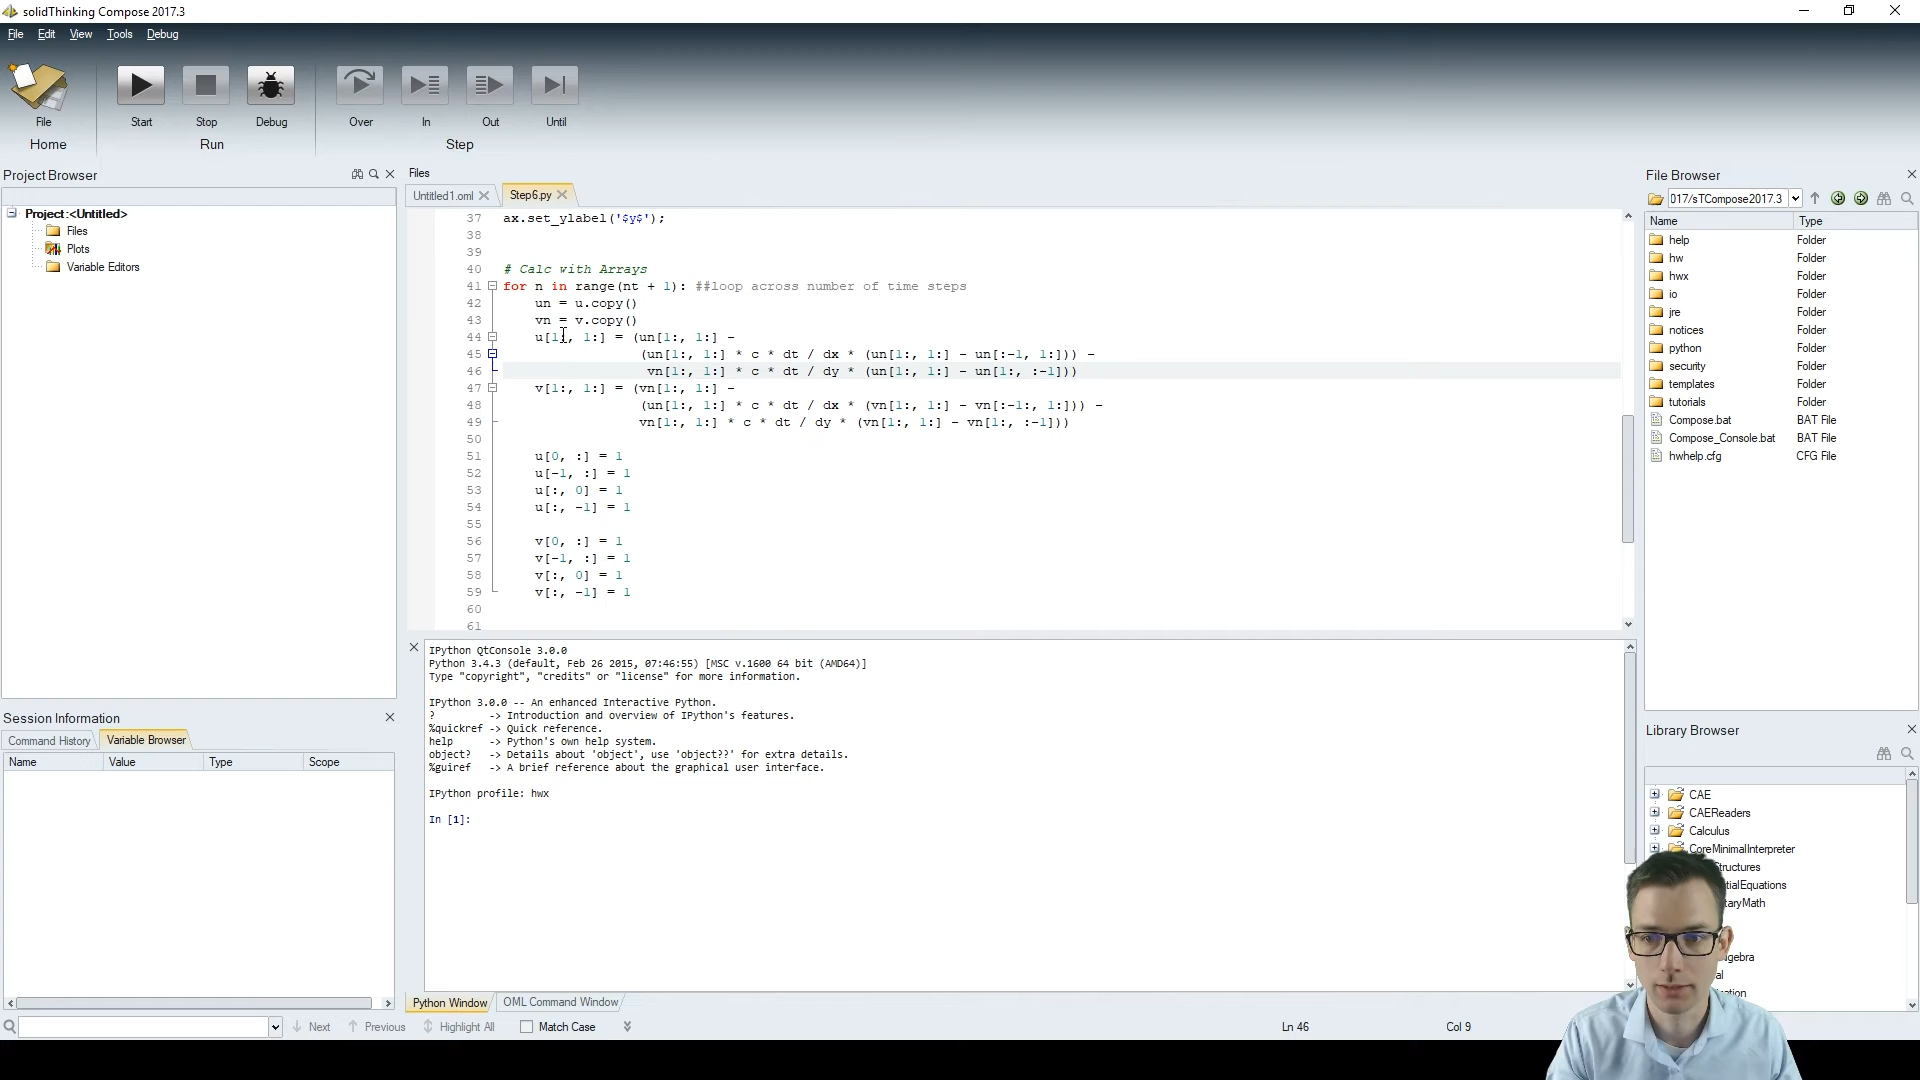 solidThinking Compose 2017.3
File Edit View Tools Debug
File Start Stop Debug Over In Out Until
Home Run Step
Project Browser
Project:<Untitled>
Files
Plots
Variable Editors
Session Information
Command History Variable Browser
Name Value Type Scope
Files
Untitled1.oml Step6.py
37 ax.set_ylabel('$y$');
38
39
40 # Calc with Arrays
41 for n in range(nt + 1): ##loop across number of time steps
42 un = u.copy()
43 vn = v.copy()
44 u[1:, 1:] = (un[1:, 1:] -
45 (un[1:, 1:] * c * dt / dx * (un[1:, 1:] - un[:-1, 1:])) -
46 vn[1:, 1:] * c * dt / dy * (un[1:, 1:] - un[1:, :-1]))
47 v[1:, 1:] = (vn[1:, 1:] -
48 (un[1:, 1:] * c * dt / dx * (vn[1:, 1:] - vn[:-1:, 1:])) -
49 vn[1:, 1:] * c * dt / dy * (vn[1:, 1:] - vn[1:, :-1]))
50
51 u[0, :] = 1
52 u[-1, :] = 1
53 u[:, 0] = 1
54 u[:, -1] = 1
55
56 v[0, :] = 1
57 v[-1, :] = 1
58 v[:, 0] = 1
59 v[:, -1] = 1
60
61
IPython QtConsole 3.0.0
Python 3.4.3 (default, Feb 26 2015, 07:46:55) [MSC v.1600 64 bit (AMD64)]
Type "copyright", "credits" or "license" for more information.
IPython 3.0.0 -- An enhanced Interactive Python.
? -> Introduction and overview of IPython's features.
%quickref -> Quick reference.
help -> Python's own help system.
object? -> Details about 'object', use 'object??' for extra details.
%guiref -> A brief reference about the graphical user interface.
IPython profile: hwx
In [1]:
Python Window OML Command Window
Next Previous Highlight All Match Case
Ln 46 Col 9
File Browser
017/sTCompose2017.3
Name Type
help Folder
hw Folder
hwx Folder
io Folder
jre Folder
notices Folder
python Folder
security Folder
templates Folder
tutorials Folder
Compose.bat BAT File
Compose_Console.bat BAT File
hwhelp.cfg CFG File
Library Browser
CAE
CAEReaders
Calculus
CoreMinimalInterpreter
Structures